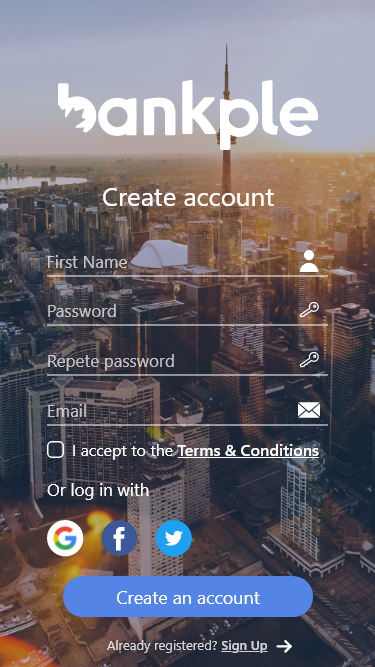 bankple
Create account
First Name
Password
Repete password
Email
I accept to the Terms & Conditions
Or log in with
G f
Create an account
Already registered? Sign Up